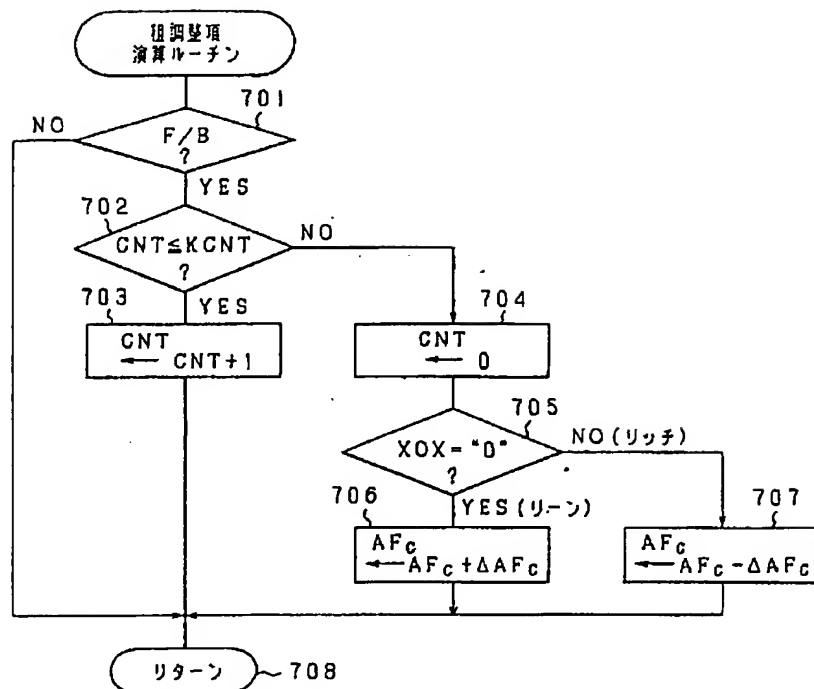 粗調整項
演算ルーチン
701
NO
F/B
?
YES
702
CNT≦KCNT
?
NO
YES
703
CNT
← CNT+1
704
CNT
← 0
705
XOX="0"
?
NO(リッチ)
YES(リーン)
706
AFc
←AFc+ΔAFc
707
AFc
←AFc-ΔAFc
リターン
708